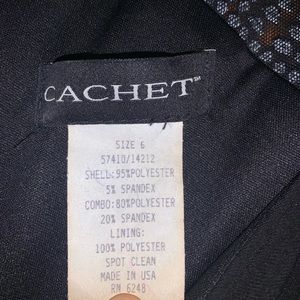 CACHET™
SIZE 6
57410/14212
SHELL:95%POLYESTER
5% SPANDEX
COMBO:80%POLYESTER
20% SPANDEX
LINING:
100% POLYESTER
SPOT CLEAN
MADE IN USA
RN 6248